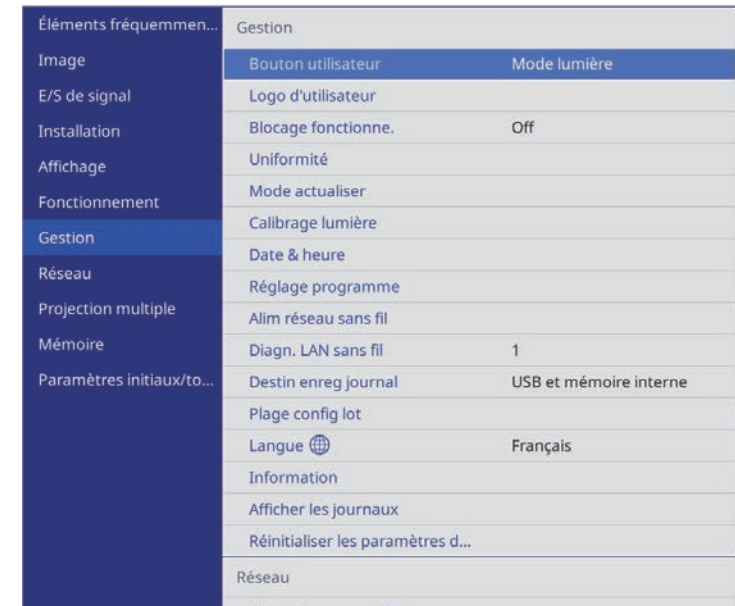 Éléments fréquemmen...
Image
E/S de signal
Installation
Affichage
Fonctionnement
Gestion
Réseau
Projection multiple
Mémoire
Paramètres initiaux/to...
Gestion
Bouton utilisateur Mode lumière
Logo d'utilisateur
Blocage fonctionne. Off
Uniformité
Mode actualiser
Calibrage lumière
Date & heure
Réglage programme
Alim réseau sans fil
Diagn. LAN sans fil 1
Destin enreg journal USB et mémoire interne
Plage config lot
Langue Français
Information
Afficher les journaux
Réinitialiser les paramètres d...
Réseau